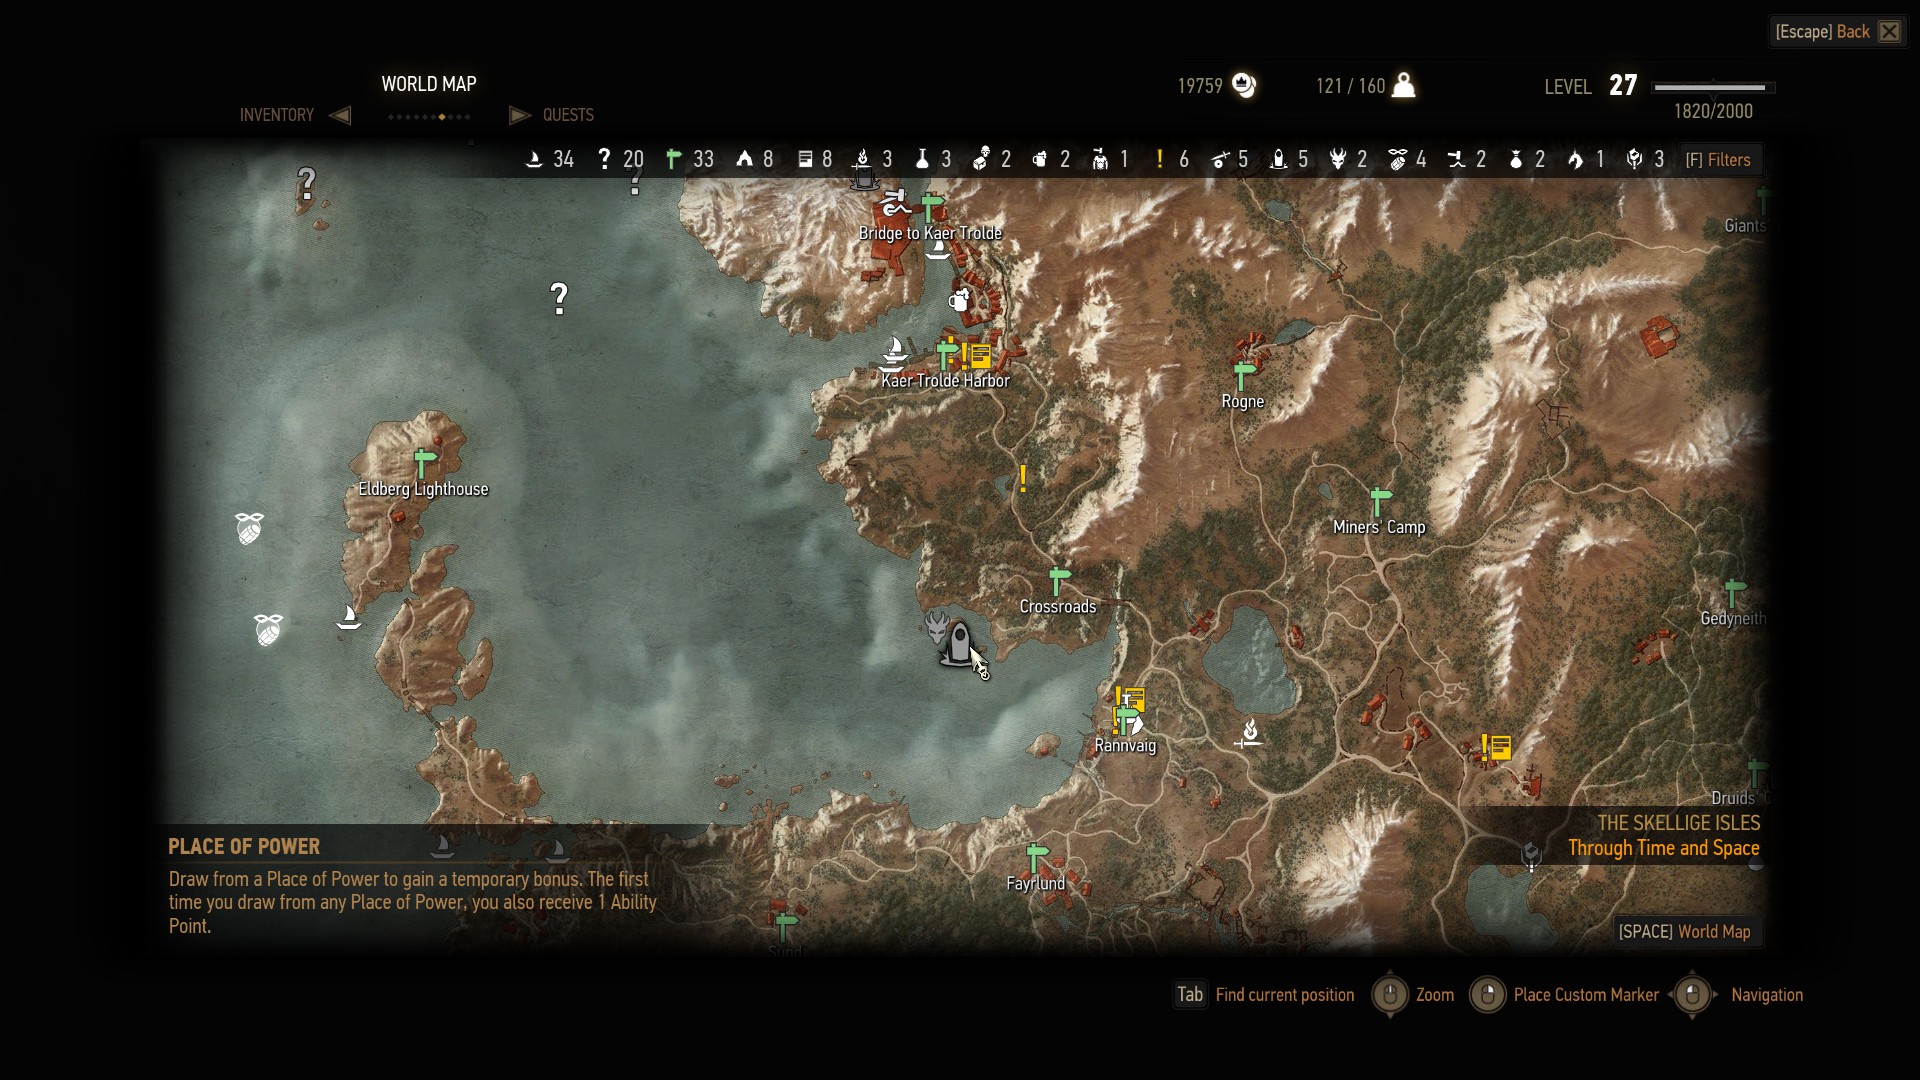 [Escape] Back
WORLD MAP
19759
121 / 160
LEVEL 27
1820/2000
INVENTORY
QUESTS
34 ? 20 33 8 8 3 3 2 2 1 ! 6 5 5 2 4 2 2 1 3 [F] Filters
?
?
Giants
Bridge to Kaer Trolde
?
Kaer Trolde Harbor
Rogne
!
Eldberg Lighthouse
Miners' Camp
Crossroads
Gedyneith
Rannvaig
Druids
THE SKELLIGE ISLES
Through Time and Space
PLACE OF POWER
Draw from a Place of Power to gain a temporary bonus. The first
time you draw from any Place of Power, you also receive 1 Ability
Point.
Fayrlund
[SPACE] World Map
Tab Find current position
Zoom
Place Custom Marker
Navigation